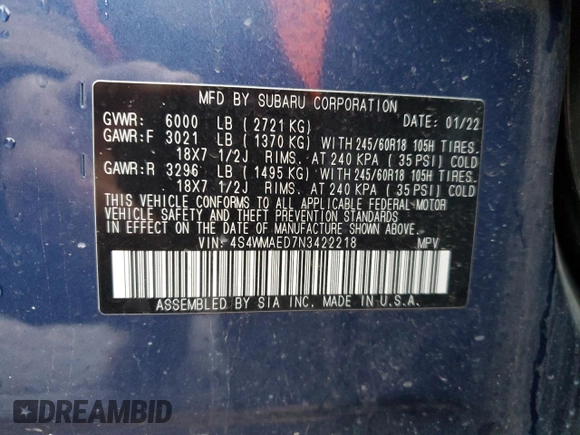 MFD BY SUBARU CORPORATION
GVWR: 6000 LB (2721 KG) DATE: 01/22
GAWR:F 3021 LB (1370 KG) WITH 245/60R18 105H TIRES.
18X7 1/2J RIMS. AT 240 KPA (35 PSI) COLD
GAWR:R 3296 LB (1495 KG) WITH 245/60R18 105H TIRES.
18X7 1/2J RIMS. AT 240 KPA (35 PSI) COLD
THIS VEHICLE CONFORMS TO ALL APPLICABLE FEDERAL MOTOR
VEHICLE SAFETY AND THEFT PREVENTION STANDARDS
IN EFFECT ON THE DATE OF MANUFACTURE SHOWN ABOVE.
VIN: 4S4WMAED7N3422218 MPV
ASSEMBLED BY SIA INC. MADE IN U.S.A.
DREAMBID